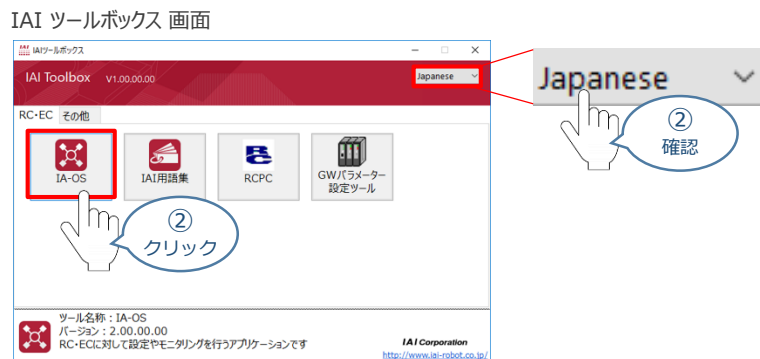 IAI ツールボックス 画面
IAIツールボックス
IAI Toolbox V1.00.00.00
Japanese
Japanese
②
確認
RC・EC その他
IA-OS
IAI用語集
RCPC
GWパラメーター
設定ツール
②
クリック
ツール名称：IA-OS
バージョン：2.00.00.00
RC・ECに対して設定やモニタリングを行うアプリケーションです
IAI Corporation
http://www.iai-robot.co.jp/